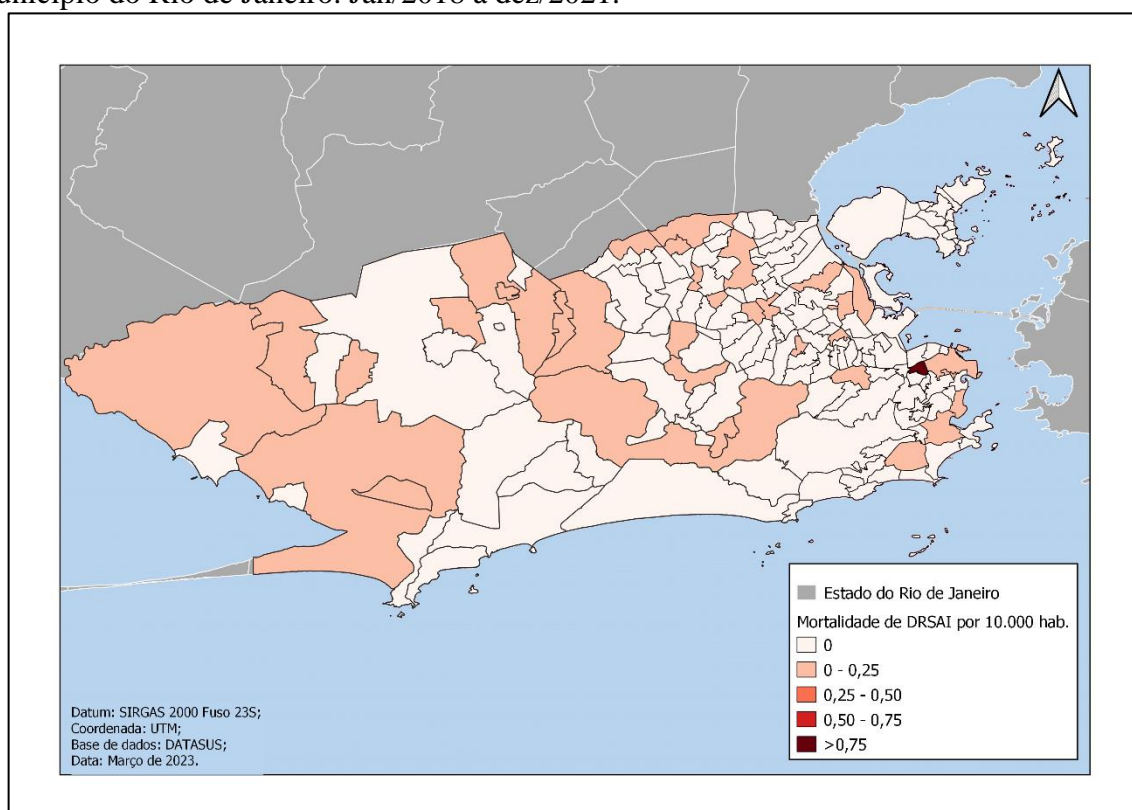 município do Rio de Janeiro. Jan/2018 a dez/2021.
Estado do Rio de Janeiro
Mortalidade de DRSAI por 10.000 hab.
0
0 - 0,25
0,25 - 0,50
0,50 - 0,75
>0,75
Datum: SIRGAS 2000 Fuso 23S;
Coordenada: UTM;
Base de dados: DATASUS;
Data: Março de 2023.